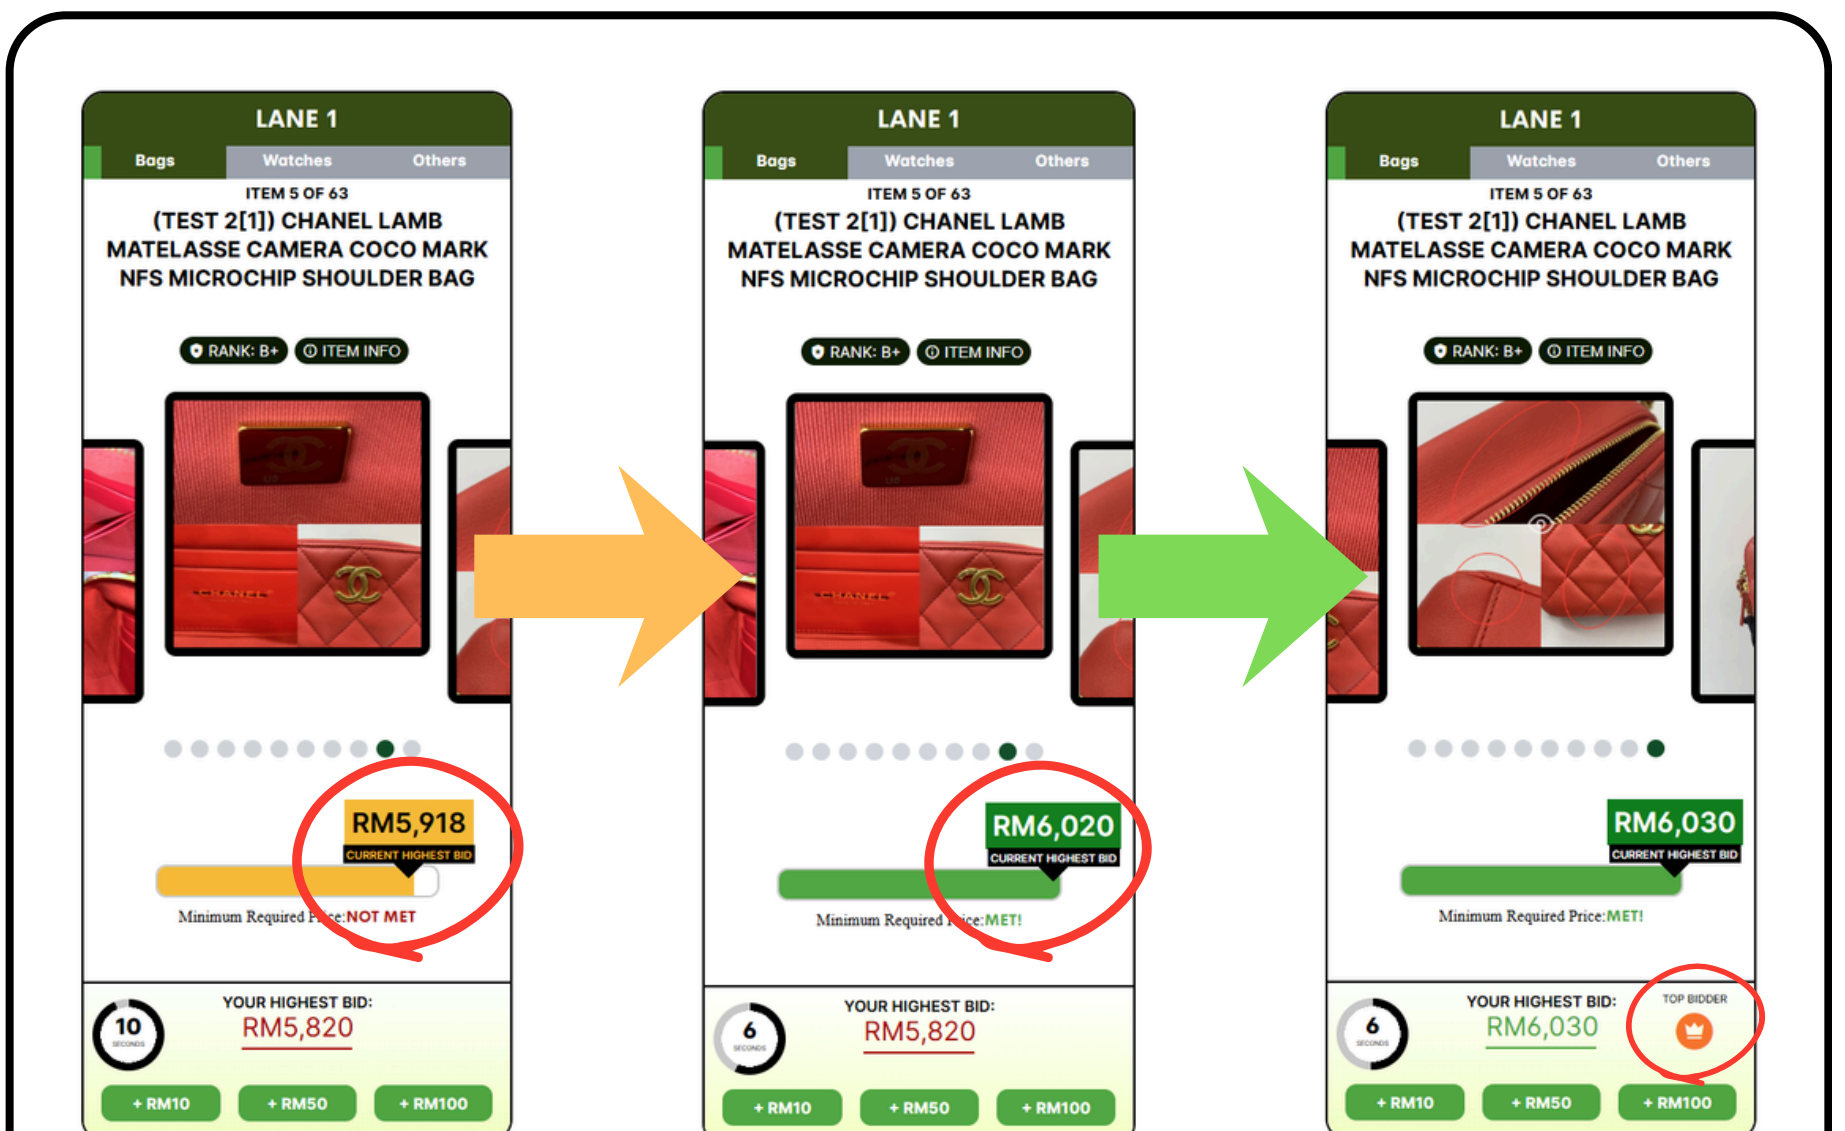 LANE 1
Bags Watches Others
ITEM 5 OF 63
(TEST 2[1]) CHANEL LAMB
MATELASSE CAMERA COCO MARK
NFS MICROCHIP SHOULDER BAG
RANK: B+ ITEM INFO
CHANEL
RM5,918
CURRENT HIGHEST BID
Minimum Required Price:NOT MET
10
SECONDS
YOUR HIGHEST BID:
RM5,820
+ RM10 + RM50 + RM100
LANE 1
Bags Watches Others
ITEM 5 OF 63
(TEST 2[1]) CHANEL LAMB
MATELASSE CAMERA COCO MARK
NFS MICROCHIP SHOULDER BAG
RANK: B+ ITEM INFO
CHANEL
RM6,020
CURRENT HIGHEST BID
Minimum Required Price:MET!
6
SECONDS
YOUR HIGHEST BID:
RM5,820
+ RM10 + RM50 + RM100
LANE 1
Bags Watches Others
ITEM 5 OF 63
(TEST 2[1]) CHANEL LAMB
MATELASSE CAMERA COCO MARK
NFS MICROCHIP SHOULDER BAG
RANK: B+ ITEM INFO
RM6,030
CURRENT HIGHEST BID
Minimum Required Price:MET!
6
SECONDS
YOUR HIGHEST BID:
RM6,030
TOP BIDDER
+ RM10 + RM50 + RM100